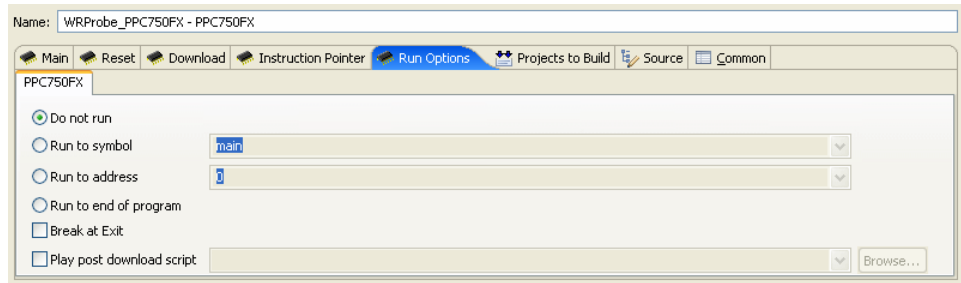 Name: WRProbe_PPC750FX - PPC750FX
Main Reset Download Instruction Pointer Run Options Projects to Build Source Common
PPC750FX
Do not run
Run to symbol main
Run to address 0
Run to end of program
Break at Exit
Play post download script Browse...